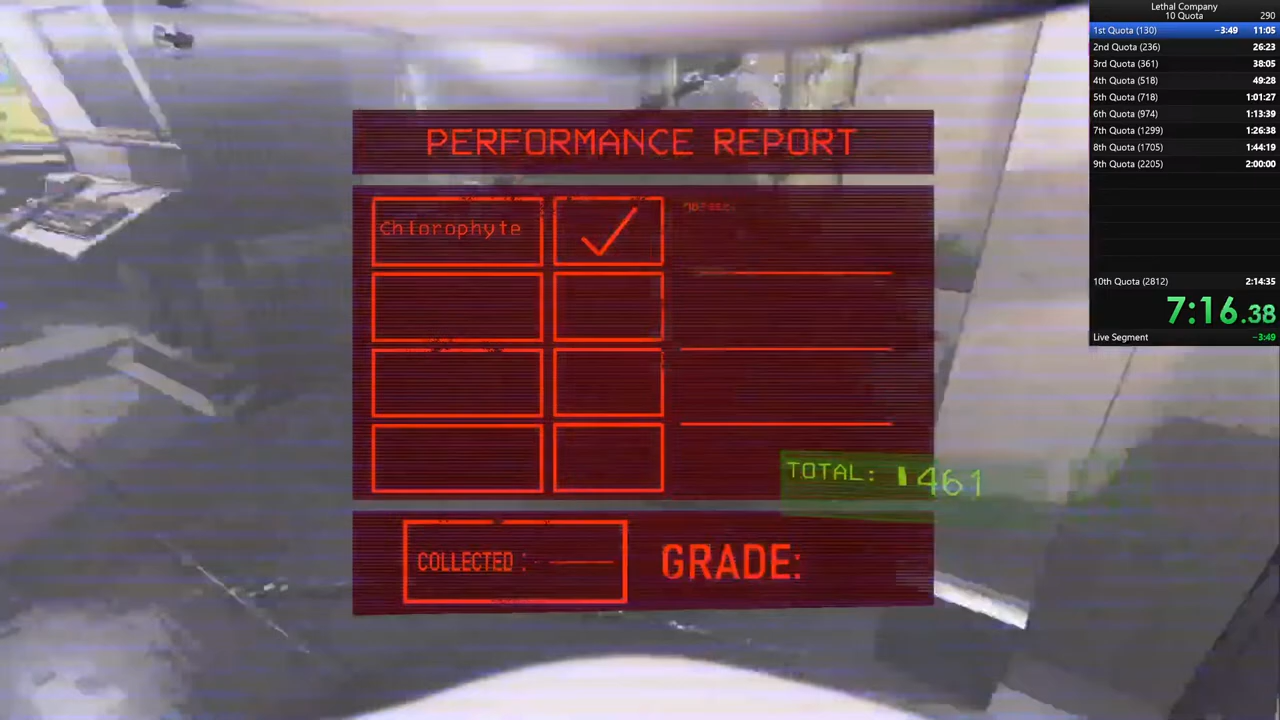 Lethal Company
10 Quota 290
1st Quota (130) −3:49 11:05
2nd Quota (236) 26:23
3rd Quota (361) 38:05
4th Quota (518) 49:28
5th Quota (718) 1:01:27
6th Quota (974) 1:13:39
7th Quota (1299) 1:26:38
8th Quota (1705) 1:44:19
9th Quota (2205) 2:00:00
10th Quota (2812) 2:14:35
7:16.38
Live Segment −3:49
PERFORMANCE REPORT
Chlorophyte
TOTAL: 461
COLLECTED:
GRADE: